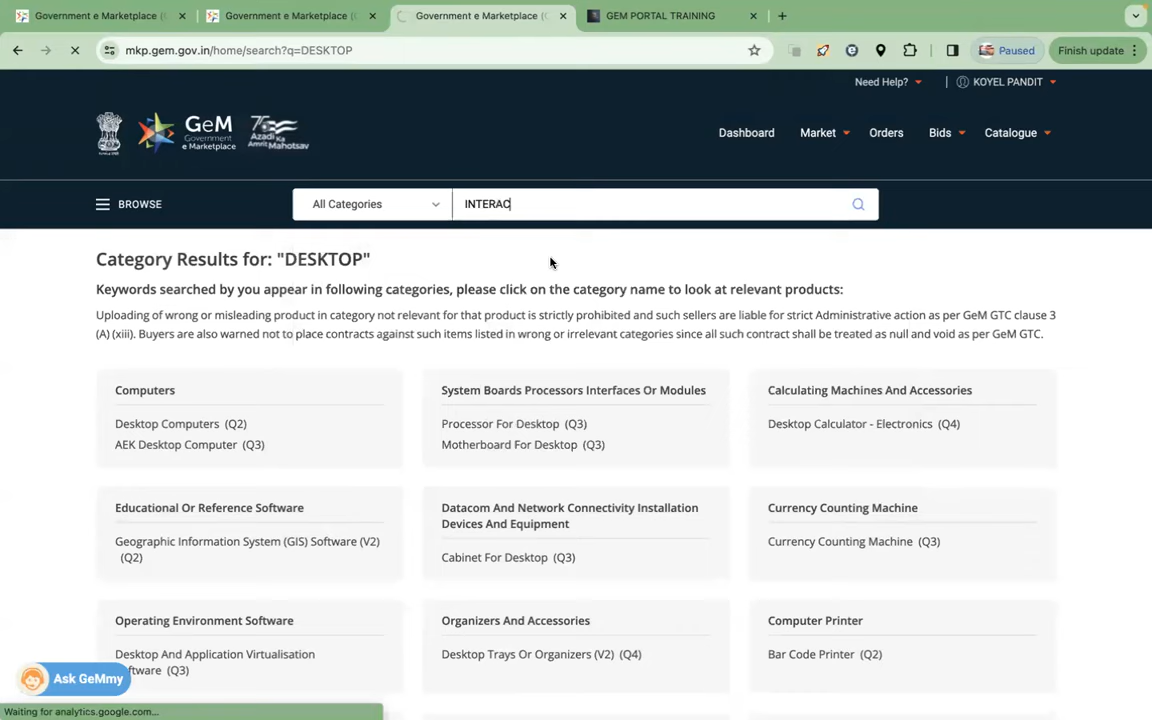 Government e Marketplace (
Government e Marketplace (
Government e Marketplace (
GEM PORTAL TRAINING
mkp.gem.gov.in/home/search?q=DESKTOP
Paused
Finish update
Need Help?
KOYEL PANDIT
GeM
Government
e Marketplace
75
Azadi Ka
Amrit Mahotsav
Dashboard
Market
Orders
Bids
Catalogue
BROWSE
All Categories
INTERAC
Category Results for: "DESKTOP"
Keywords searched by you appear in following categories, please click on the category name to look at relevant products:
Uploading of wrong or misleading product in category not relevant for that product is strictly prohibited and such sellers are liable for strict Administrative action as per GeM GTC clause 3
(A) (xiii). Buyers are also warned not to place contracts against such items listed in wrong or irrelevant categories since all such contract shall be treated as null and void as per GeM GTC.
Computers
Desktop Computers (Q2)
AEK Desktop Computer (Q3)
System Boards Processors Interfaces Or Modules
Processor For Desktop (Q3)
Motherboard For Desktop (Q3)
Calculating Machines And Accessories
Desktop Calculator - Electronics (Q4)
Educational Or Reference Software
Geographic Information System (GIS) Software (V2)
(Q2)
Datacom And Network Connectivity Installation
Devices And Equipment
Cabinet For Desktop (Q3)
Currency Counting Machine
Currency Counting Machine (Q3)
Operating Environment Software
Desktop And Application Virtualisation
ftware (Q3)
Organizers And Accessories
Desktop Trays Or Organizers (V2) (Q4)
Computer Printer
Bar Code Printer (Q2)
Ask GeMmy
Waiting for analytics.google.com...